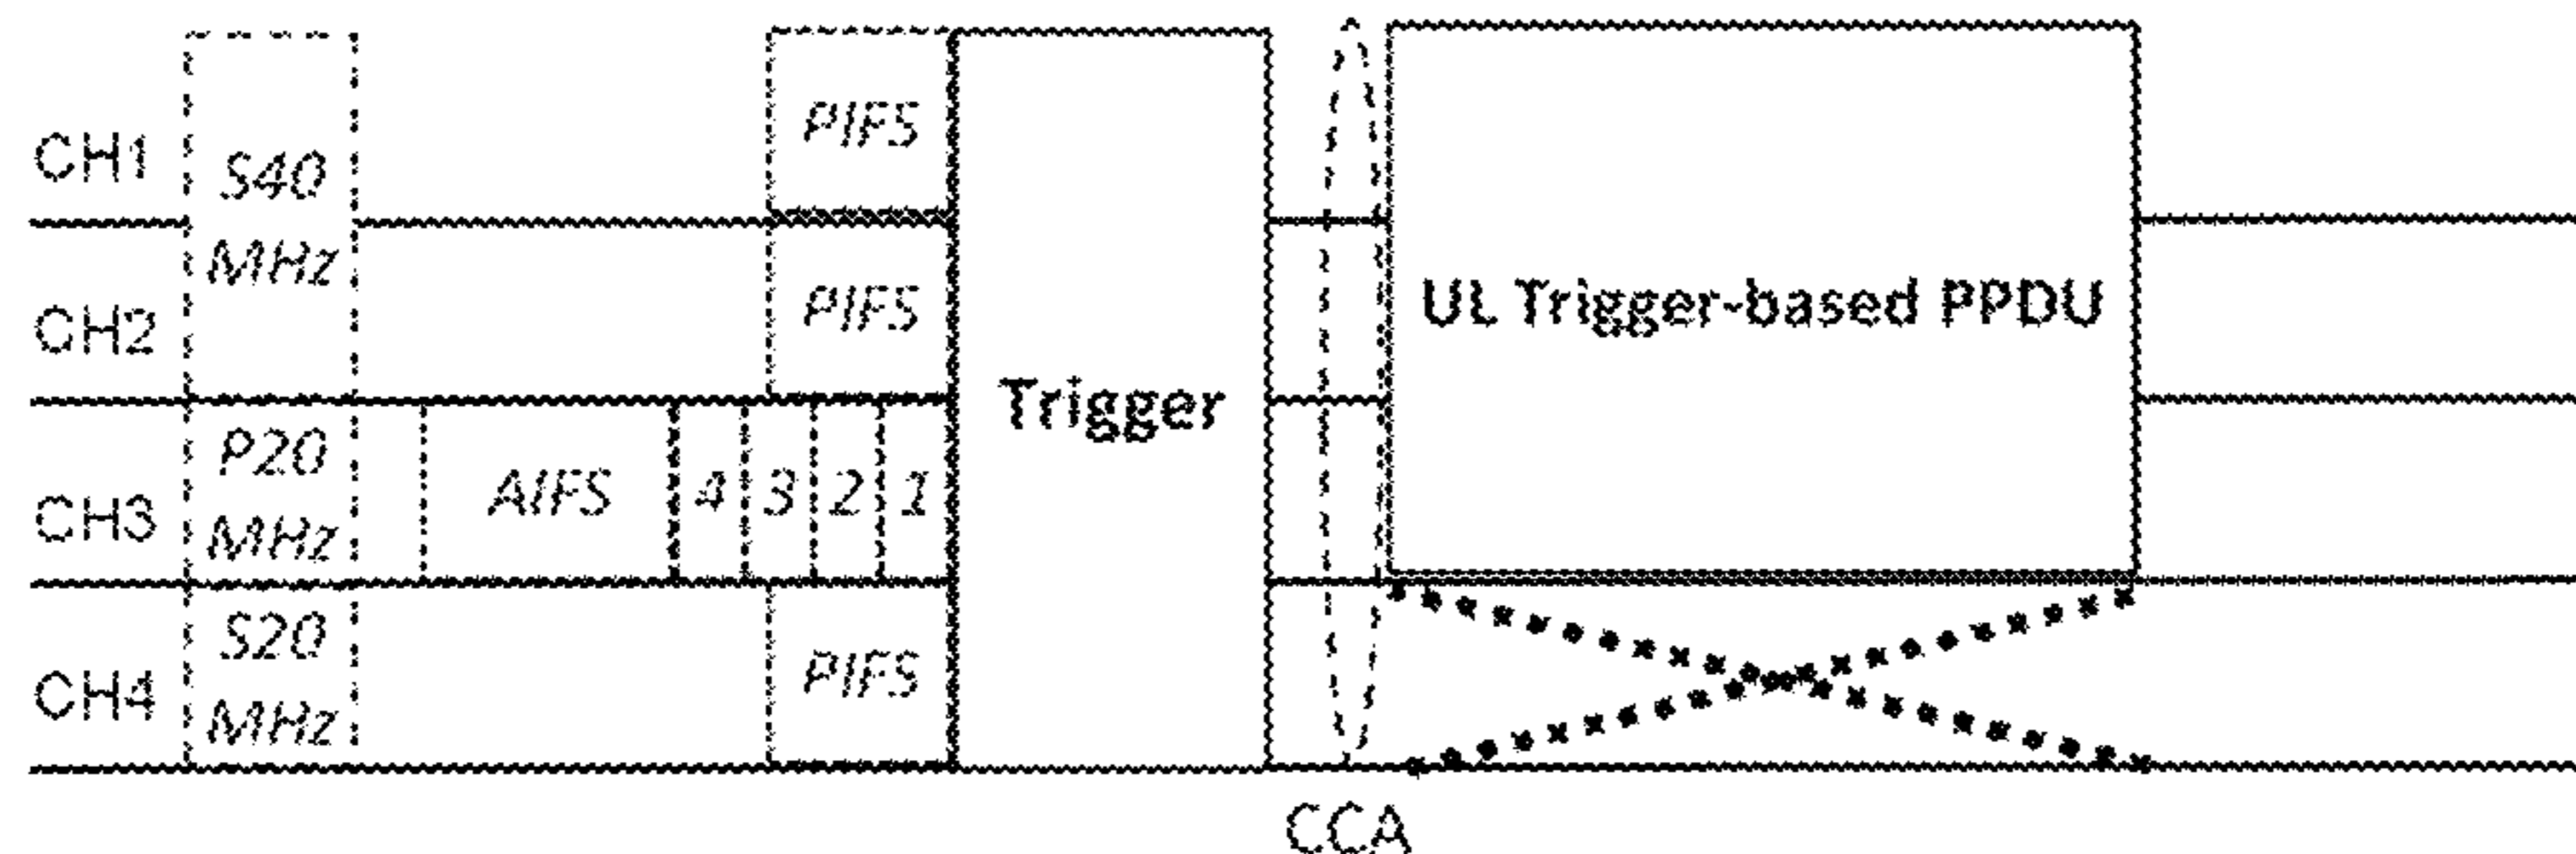 CH1
S40
MHz
CH2
PIFS
PIFS
Trigger
UL Trigger-based PPDU
CH3
P20
MHz
AIFS
4
3
2
1
CH4
S20
MHz
PIFS
CCA